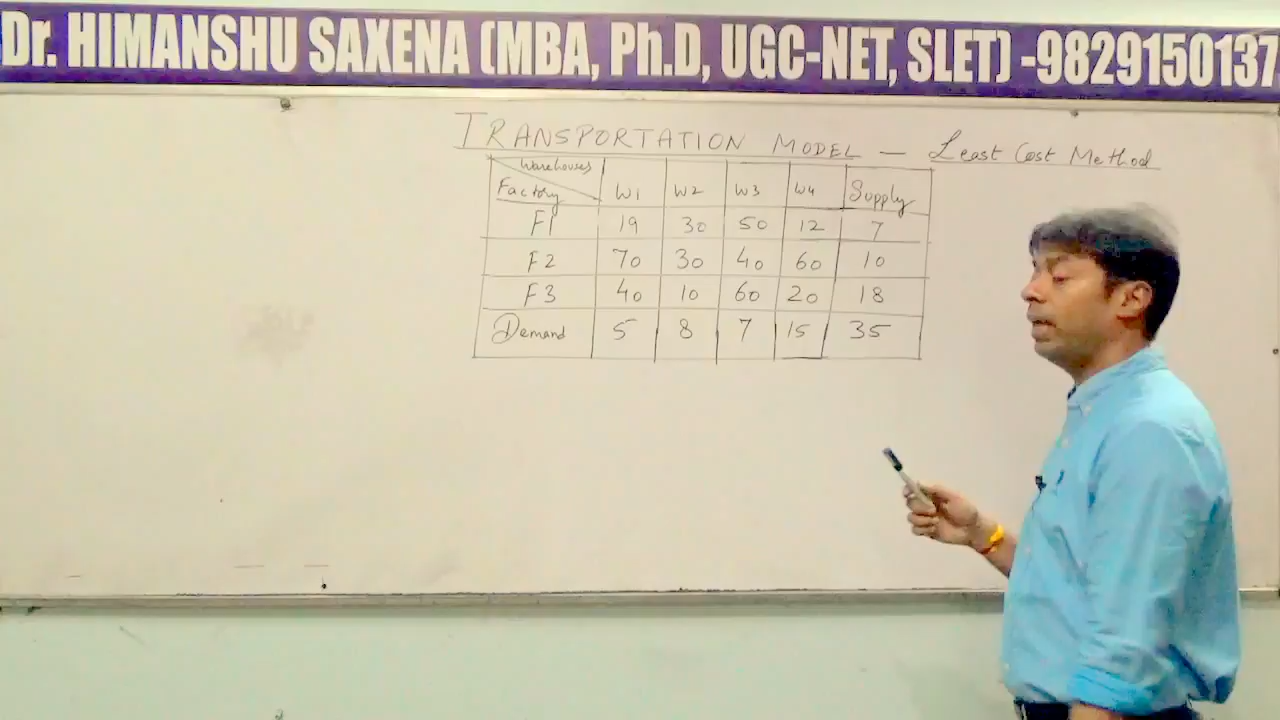 Dr. HIMANSHU SAXENA (MBA, Ph.D, UGC-NET, SLET) -9829150137
TRANSPORTATION MODEL — Least Cost Method
Warehouses
Factory W1 W2 W3 W4 Supply
F1 19 30 50 12 7
F2 70 30 40 60 10
F3 40 10 60 20 18
Demand 5 8 7 15 35